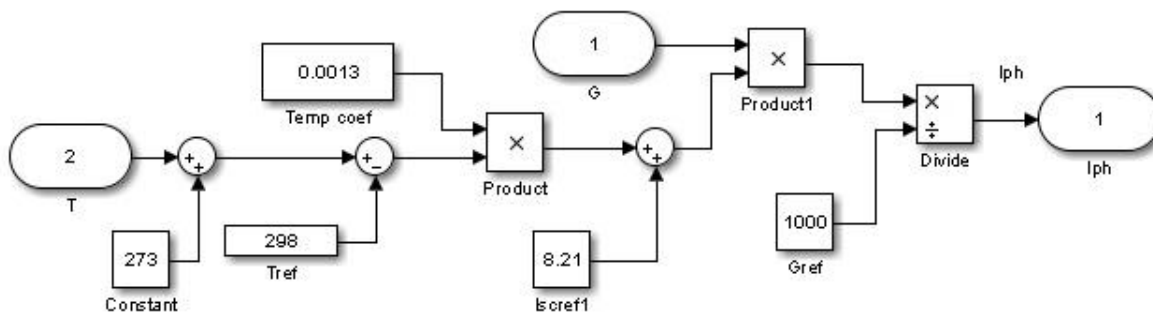 1
G
0.0013
Temp coef
×
Product1
Iph
×
÷
Divide
1
Iph
2
T
+
+
+
−
×
Product
+
+
273
Constant
298
Tref
8.21
Iscref1
1000
Gref